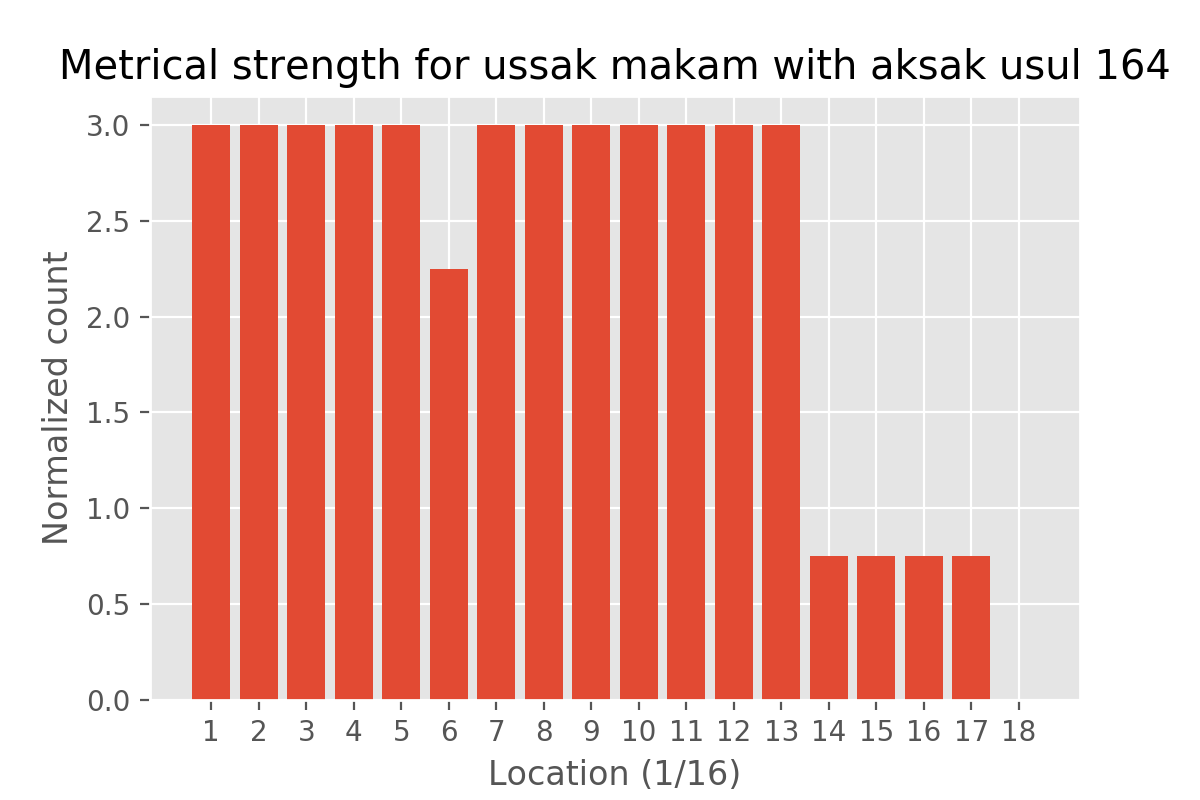 Metrical strength for ussak makam with aksak usul 164
3.0
2.5
2.0
1.5
1.0
0.5
0.0
Normalized count
1 2 3 4 5 6 7 8 9 10 11 12 13 14 15 16 17 18
Location (1/16)